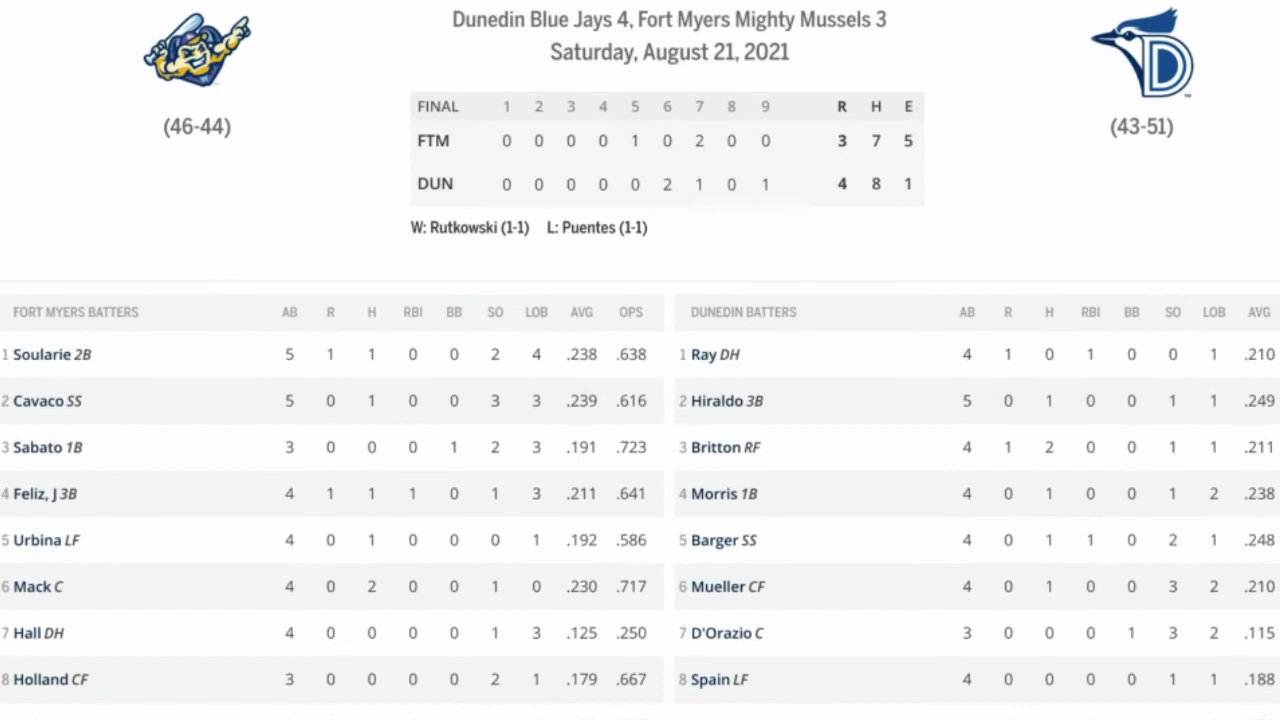 Dunedin Blue Jays 4, Fort Myers Mighty Mussels 3
Saturday, August 21, 2021
D
(46-44)
(43-51)
FINAL 1 2 3 4 5 6 7 8 9 R H E
FTM 0 0 0 0 1 0 2 0 0 3 7 5
DUN 0 0 0 0 0 2 1 0 1 4 8 1
W: Rutkowski (1-1) L: Puentes (1-1)
FORT MYERS BATTERS AB R H RBI BB SO LOB AVG OPS
1 Soularie 2B 5 1 1 0 0 2 4 .238 .638
2 Cavaco SS 5 0 1 0 0 3 3 .239 .616
3 Sabato 1B 3 0 0 0 1 2 3 .191 .723
4 Feliz, J 3B 4 1 1 1 0 1 3 .211 .641
5 Urbina LF 4 0 1 0 0 0 1 .192 .586
6 Mack C 4 0 2 0 0 1 0 .230 .717
7 Hall DH 4 0 0 0 0 1 3 .125 .250
8 Holland CF 3 0 0 0 0 2 1 .179 .667
DUNEDIN BATTERS AB R H RBI BB SO LOB AVG
1 Ray DH 4 1 0 1 0 0 1 .210
2 Hiraldo 3B 5 0 1 0 0 1 1 .249
3 Britton RF 4 1 2 0 0 1 1 .211
4 Morris 1B 4 0 1 0 0 1 2 .238
5 Barger SS 4 0 1 1 0 2 1 .248
6 Mueller CF 4 0 1 0 0 3 2 .210
7 D'Orazio C 3 0 0 0 1 3 2 .115
8 Spain LF 4 0 0 0 0 1 1 .188